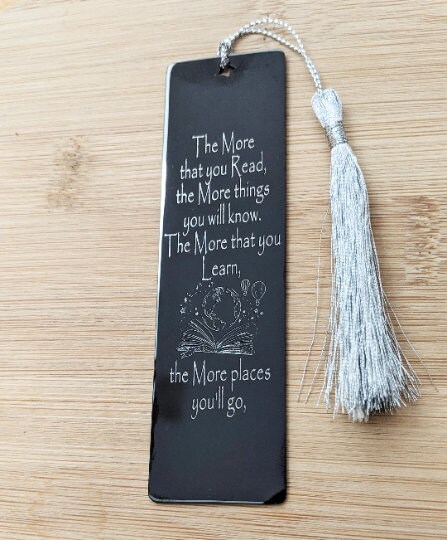 The More
that you Read,
the More things
you will know.
The More that you
Learn,
the More places
you'll go,